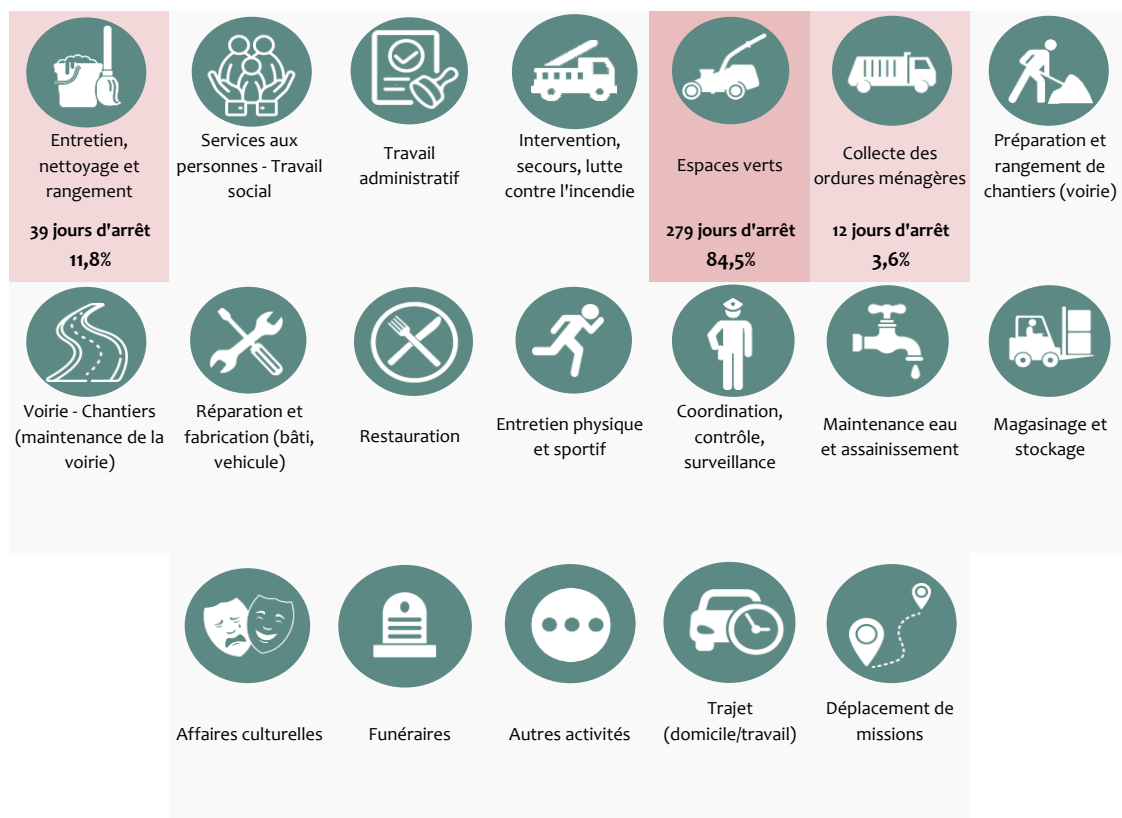 Entretien,
nettoyage et
rangement
39 jours d'arrêt
11,8%
Services aux
personnes - Travail
social
Travail
administratif
Intervention,
secours, lutte
contre l'incendie
Espaces verts
279 jours d'arrêt
84,5%
Collecte des
ordures ménagères
12 jours d'arrêt
3,6%
Préparation et
rangement de
chantiers (voirie)
Voirie - Chantiers
(maintenance de la
voirie)
Réparation et
fabrication (bâti,
vehicule)
Restauration
Entretien physique
et sportif
Coordination,
contrôle,
surveillance
Maintenance eau
et assainissement
Magasinage et
stockage
Affaires culturelles
Funéraires
Autres activités
Trajet
(domicile/travail)
Déplacement de
missions